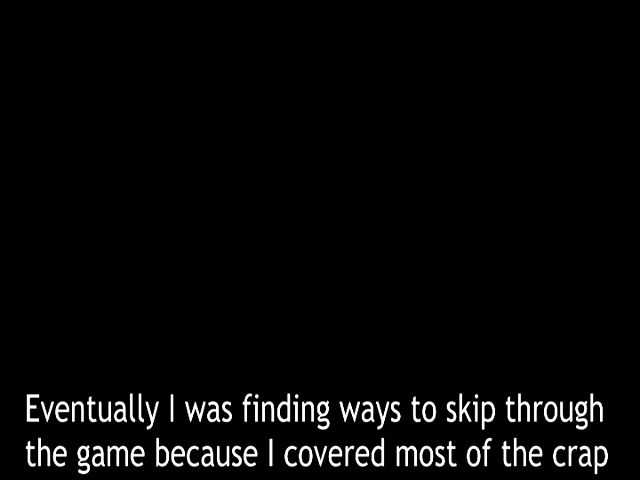 Eventually I was finding ways to skip through
the game because I covered most of the crap